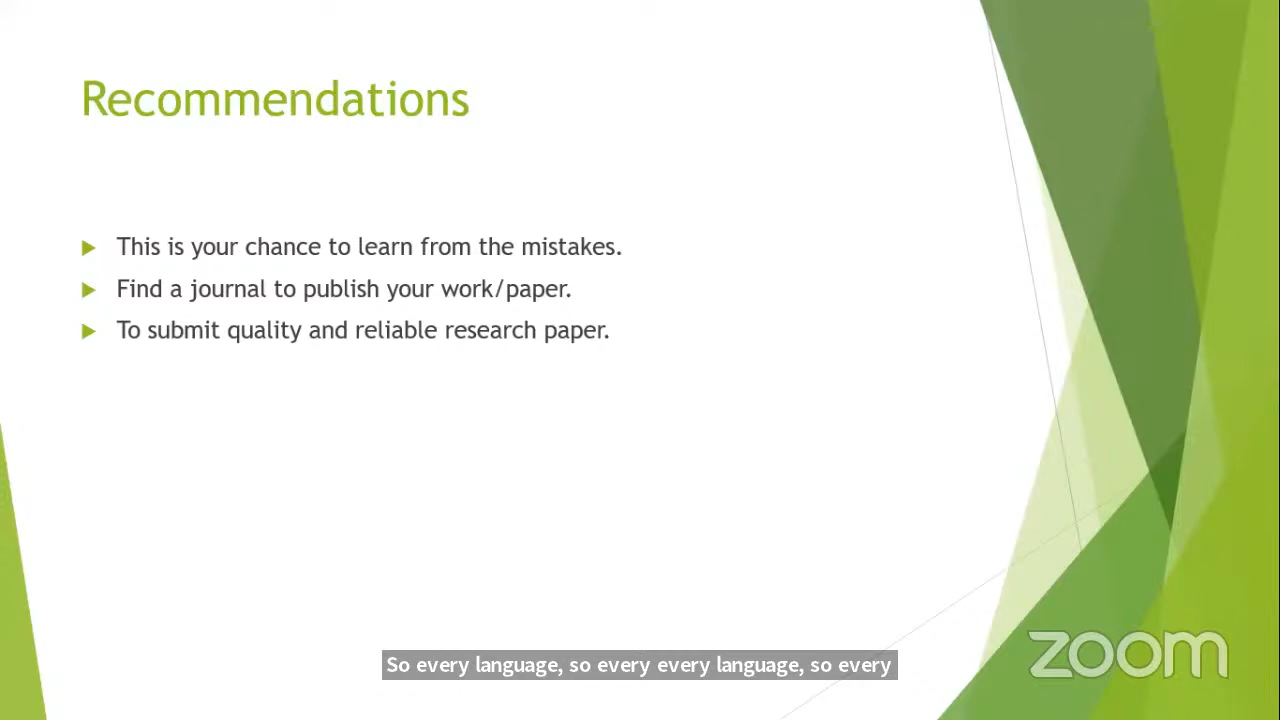 Recommendations
This is your chance to learn from the mistakes.
Find a journal to publish your work/paper.
To submit quality and reliable research paper.
So every language, so every every language, so every
zoom